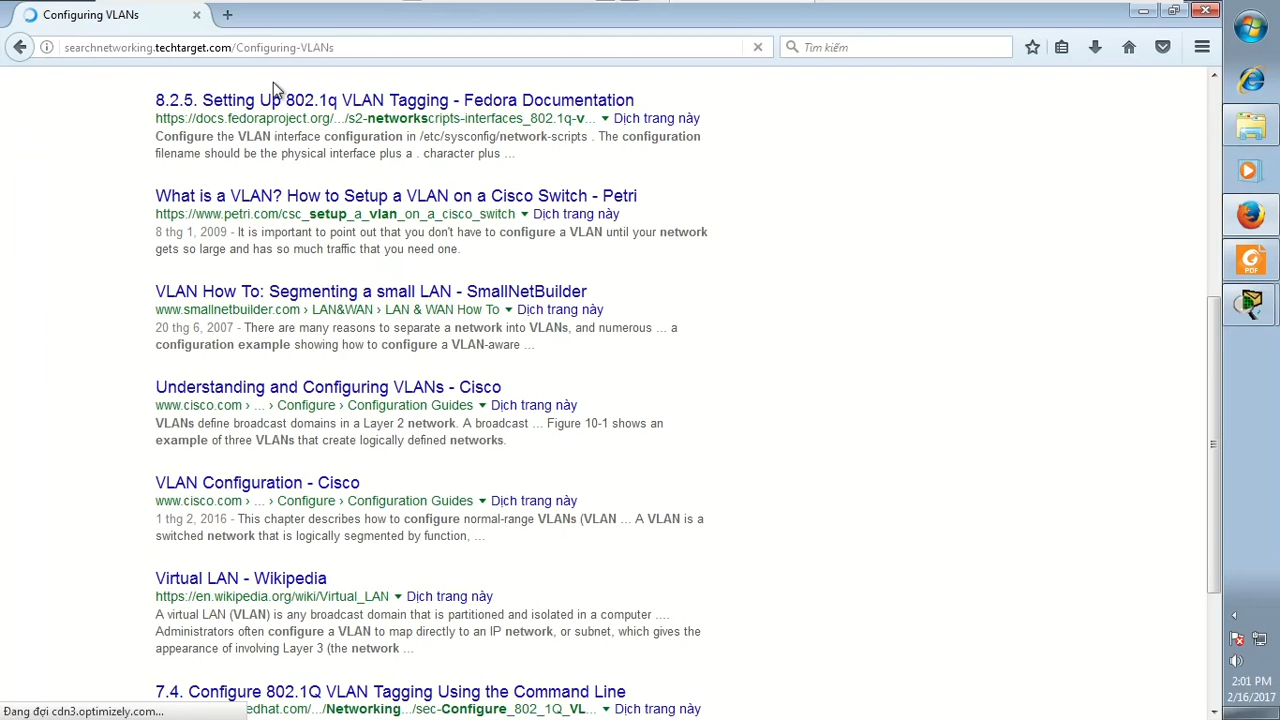 Configuring VLANs
searchnetworking.techtarget.com/Configuring-VLANs
Tìm kiếm
8.2.5. Setting Up 802.1q VLAN Tagging - Fedora Documentation
https://docs.fedoraproject.org/.../s2-networkscripts-interfaces_802.1q-v... Dịch trang này
Configure the VLAN interface configuration in /etc/sysconfig/network-scripts . The configuration
filename should be the physical interface plus a . character plus ...
What is a VLAN? How to Setup a VLAN on a Cisco Switch - Petri
https://www.petri.com/csc_setup_a_vlan_on_a_cisco_switch Dịch trang này
8 thg 1, 2009 - It is important to point out that you don't have to configure a VLAN until your network
gets so large and has so much traffic that you need one.
VLAN How To: Segmenting a small LAN - SmallNetBuilder
www.smallnetbuilder.com › LAN&WAN › LAN & WAN How To Dịch trang này
20 thg 6, 2007 - There are many reasons to separate a network into VLANs, and numerous ... a
configuration example showing how to configure a VLAN-aware ...
Understanding and Configuring VLANs - Cisco
www.cisco.com › ... › Configure › Configuration Guides Dịch trang này
VLANs define broadcast domains in a Layer 2 network. A broadcast ... Figure 10-1 shows an
example of three VLANs that create logically defined networks.
VLAN Configuration - Cisco
www.cisco.com › ... › Configure › Configuration Guides Dịch trang này
1 thg 2, 2016 - This chapter describes how to configure normal-range VLANs (VLAN ... A VLAN is a
switched network that is logically segmented by function, ...
Virtual LAN - Wikipedia
https://en.wikipedia.org/wiki/Virtual_LAN Dịch trang này
A virtual LAN (VLAN) is any broadcast domain that is partitioned and isolated in a computer ....
Administrators often configure a VLAN to map directly to an IP network, or subnet, which gives the
appearance of involving Layer 3 (the network ...
7.4. Configure 802.1Q VLAN Tagging Using the Command Line
edhat.com/.../Networking.../sec-Configure_802_1Q_VL... Dịch trang này
Đang đợi cdn3.optimizely.com...
PDF
2:01 PM
2/16/2017